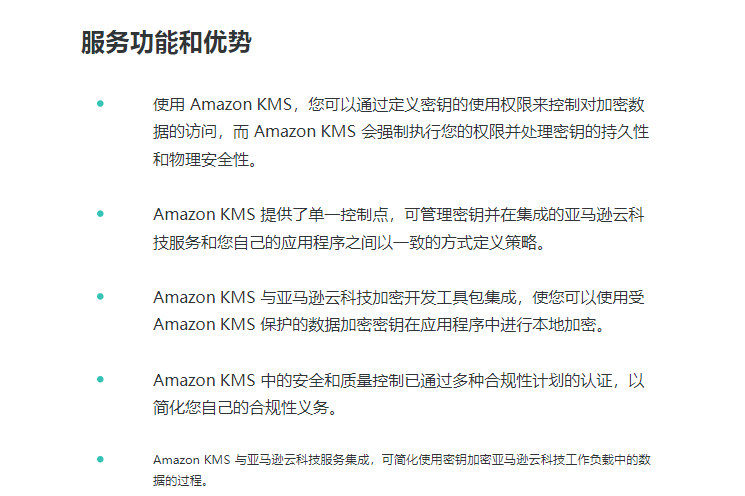 服务功能和优势
使用 Amazon KMS，您可以通过定义密钥的使用权限来控制对加密数
据的访问，而 Amazon KMS 会强制执行您的权限并处理密钥的持久性
和物理安全性。
Amazon KMS 提供了单一控制点，可管理密钥并在集成的亚马逊云科
技服务和您自己的应用程序之间以一致的方式定义策略。
Amazon KMS 与亚马逊云科技加密开发工具包集成，使您可以使用受
Amazon KMS 保护的数据加密密钥在应用程序中进行本地加密。
Amazon KMS 中的安全和质量控制已通过多种合规性计划的认证，以
简化您自己的合规性义务。
Amazon KMS 与亚马逊云科技服务集成，可简化使用密钥加密亚马逊云科技工作负载中的数
据的过程。